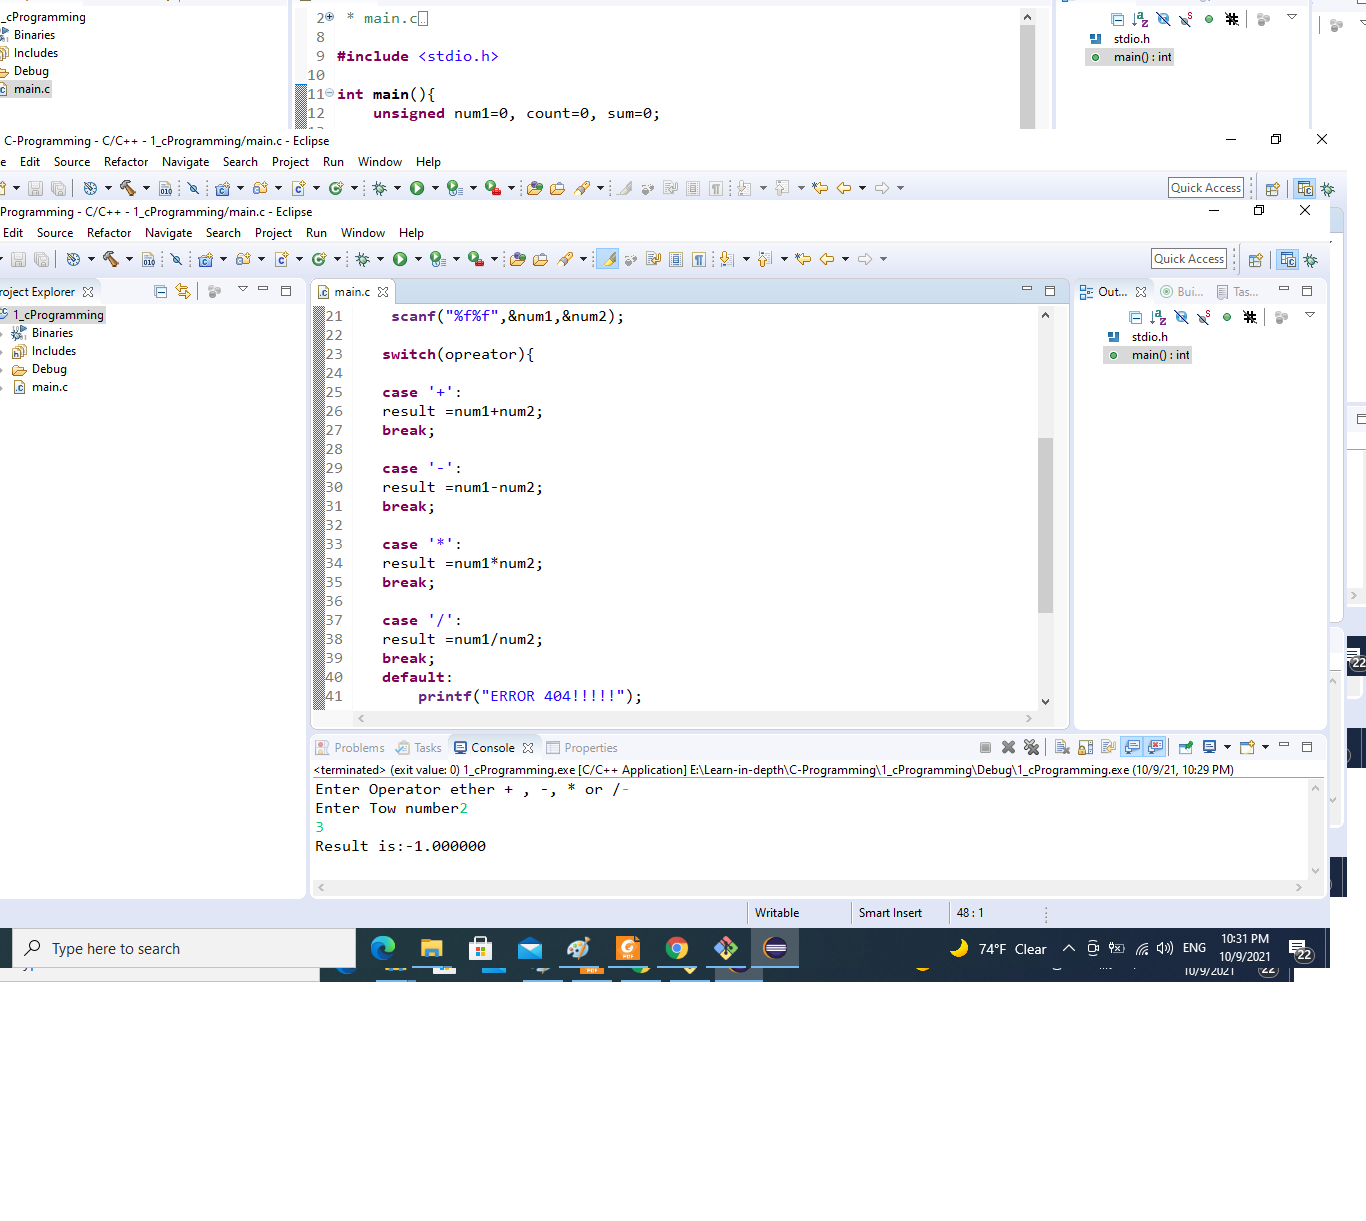 _cProgramming
Binaries
Includes
Debug
main.c
2 * main.c
8
9 #include <stdio.h>
10
11 int main(){
12 unsigned num1=0, count=0, sum=0;
stdio.h
main() : int
C-Programming - C/C++ - 1_cProgramming/main.c - Eclipse
e Edit Source Refactor Navigate Search Project Run Window Help
Quick Access
Programming - C/C++ - 1_cProgramming/main.c - Eclipse
Edit Source Refactor Navigate Search Project Run Window Help
Quick Access
roject Explorer
1_cProgramming
Binaries
Includes
Debug
main.c
main.c
21 scanf("%f%f",&num1,&num2);
22
23 switch(opreator){
24
25 case '+':
26 result =num1+num2;
27 break;
28
29 case '-':
30 result =num1-num2;
31 break;
32
33 case '*':
34 result =num1*num2;
35 break;
36
37 case '/':
38 result =num1/num2;
39 break;
40 default:
41 printf("ERROR 404!!!!!");
Out... Bui... Tas...
stdio.h
main() : int
22
Problems Tasks Console Properties
<terminated> (exit value: 0) 1_cProgramming.exe [C/C++ Application] E:\Learn-in-depth\C-Programming\1_cProgramming\Debug\1_cProgramming.exe (10/9/21, 10:29 PM)
Enter Operator ether + , -, * or /-
Enter Tow number2
3
Result is:-1.000000
Writable Smart Insert 48 : 1
Type here to search
74°F Clear ENG 10:31 PM
10/9/2021 22
10/9/2021 22